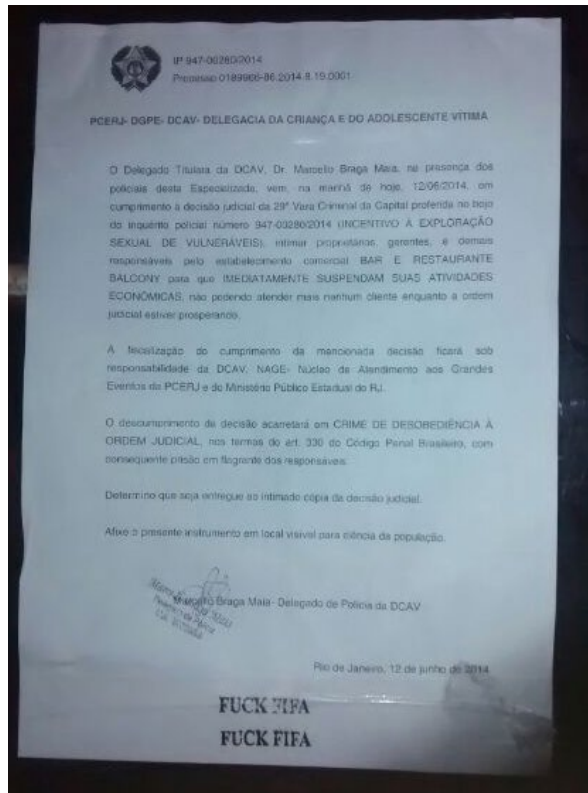 IP 947-00280/2014
Processo 0189966-86.2014.8.19.0001
PCERJ- DGPE- DCAV- DELEGACIA DA CRIANÇA E DO ADOLESCENTE VÍTIMA
O Delegado Titulara da DCAV, Dr. Marcello Braga Maia, na presença dos
policiais desta Especializada, vem, na manhã de hoje, 12/06/2014, em
cumprimento à decisão judicial da 29ª Vara Criminal da Capital proferida no bojo
do inquérito policial número 947-00280/2014 (INCENTIVO A EXPLORAÇÃO
SEXUAL DE VULNERÁVEIS), intimar proprietários, gerentes, e demais
responsáveis pelo estabelecimento comercial BAR E RESTAURANTE
BALCONY para que IMEDIATAMENTE SUSPENDAM SUAS ATIVIDADES
ECONÔMICAS, não podendo atender mais nenhum cliente enquanto a ordem
judicial estiver prosperando.
A fiscalização do cumprimento da mencionada decisão ficará sob
responsabilidade da DCAV, NAGE- Núcleo de Atendimento aos Grandes
Eventos da PCERJ e do Ministério Público Estadual do RJ.
O descumprimento da decisão acarretará em CRIME DE DESOBEDIÊNCIA À
ORDEM JUDICIAL, nos termos do art. 330 do Código Penal Brasileiro, com
consequente prisão em flagrante dos responsáveis.
Determino que seja entregue ao intimado cópia da decisão judicial.
Afixe o presente instrumento em local visível para ciência da população.
Marcello Braga Maia- Delegado de Polícia da DCAV
Rio de Janeiro, 12 de junho de 2014
FUCK FIFA
FUCK FIFA